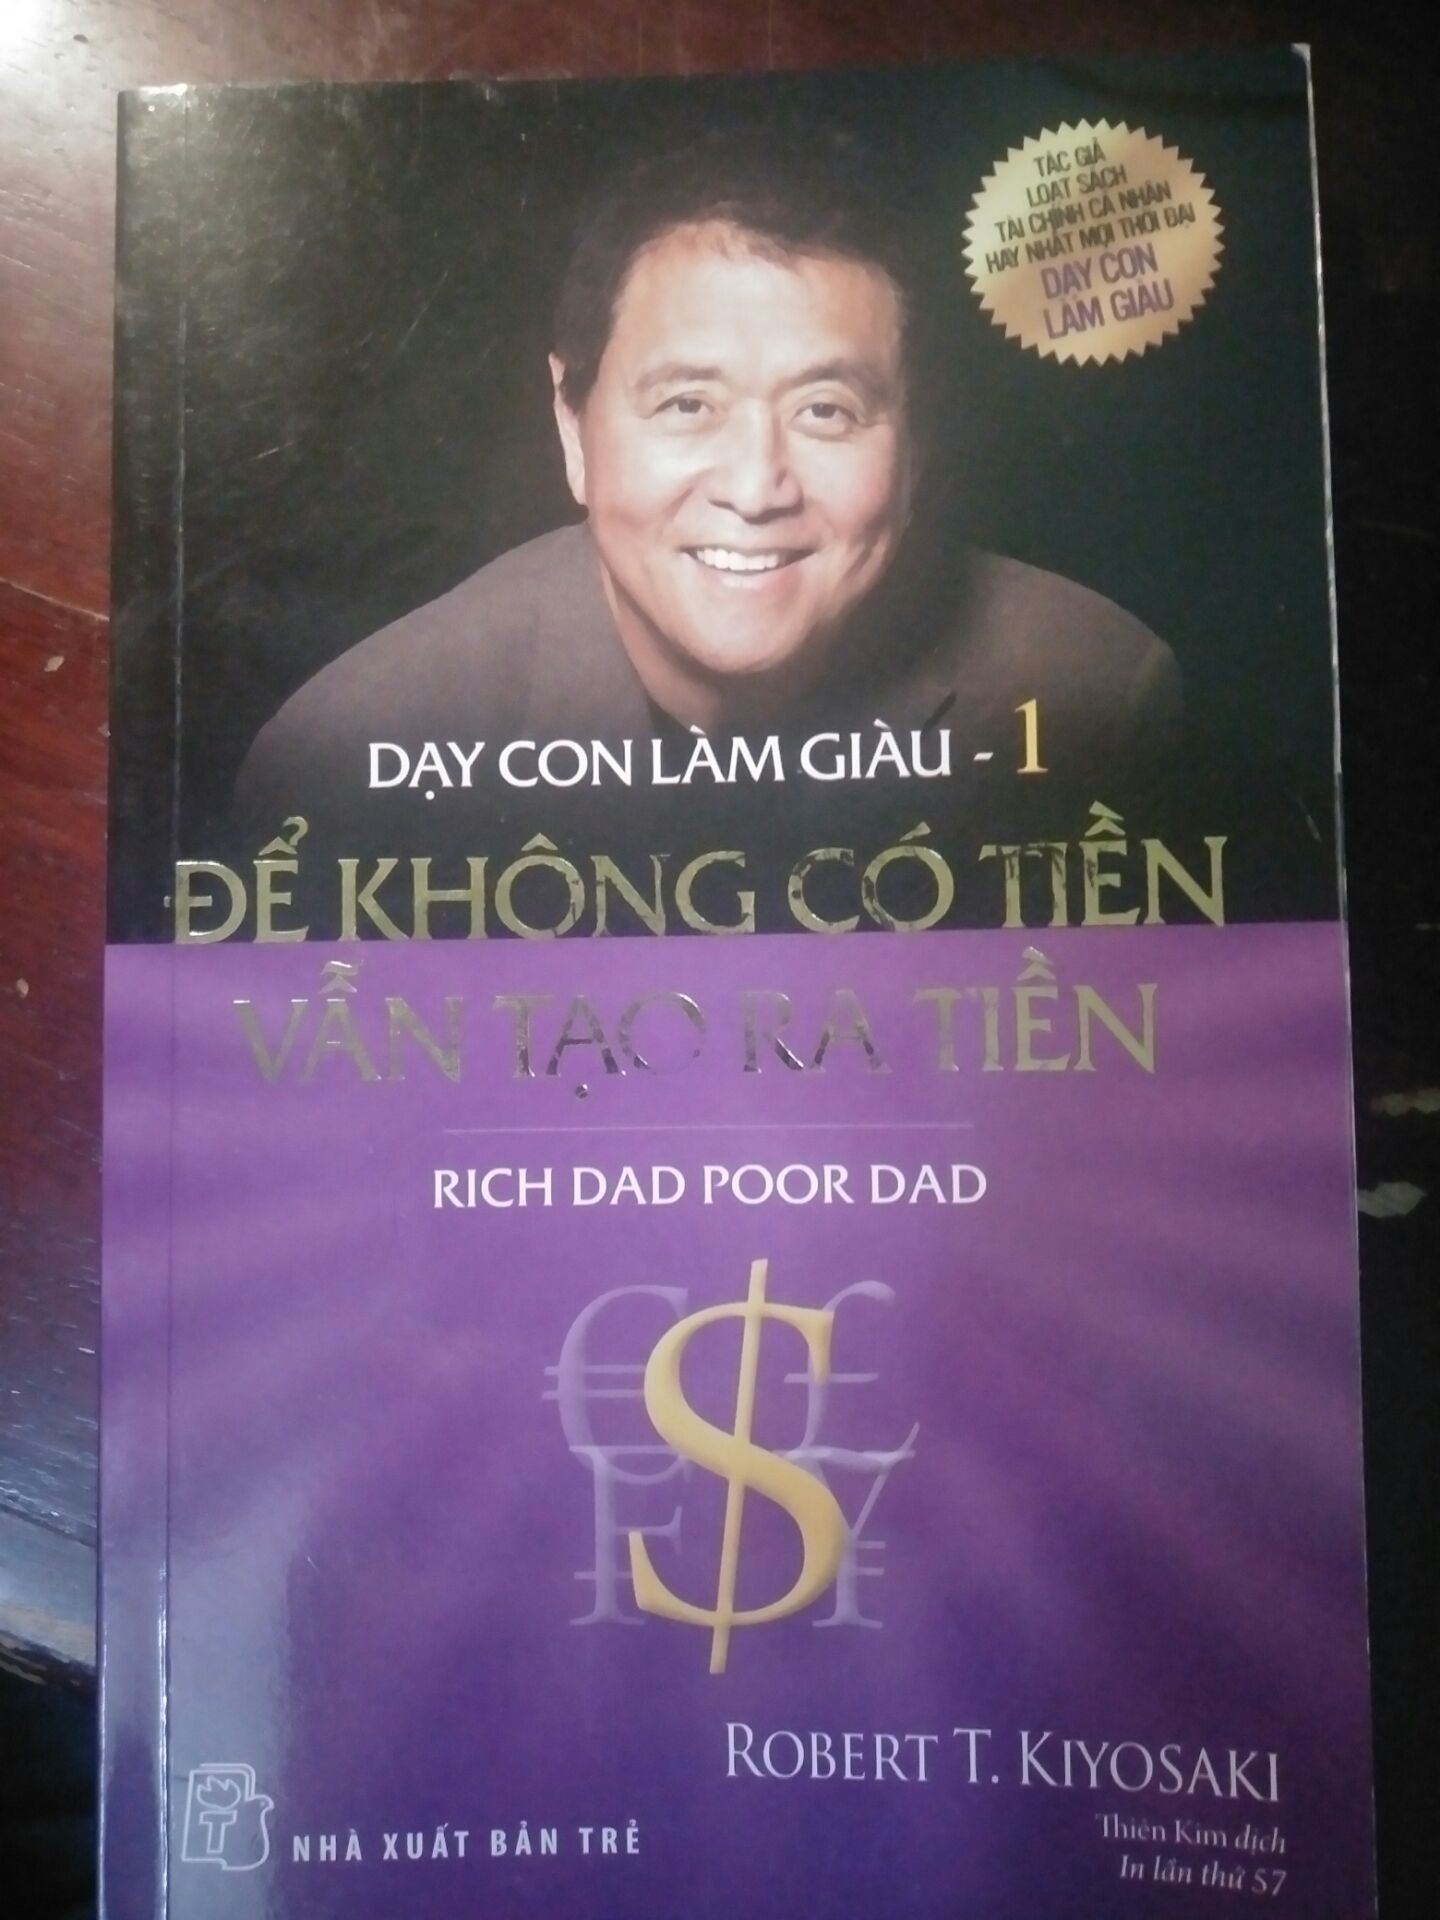 TÁC GIẢ
LOẠT SÁCH
TÀI CHÍNH CÁ NHÂN
HAY NHẤT MỌI THỜI ĐẠI
DẠY CON
LÀM GIÀU
DẠY CON LÀM GIÀU - 1
ĐỂ KHÔNG CÓ TIỀN
VẪN TẠO RA TIỀN
RICH DAD POOR DAD
€ £
$
F ¥
ROBERT T. KIYOSAKI
Thiên Kim dịch
In lần thứ 57
T
NHÀ XUẤT BẢN TRẺ